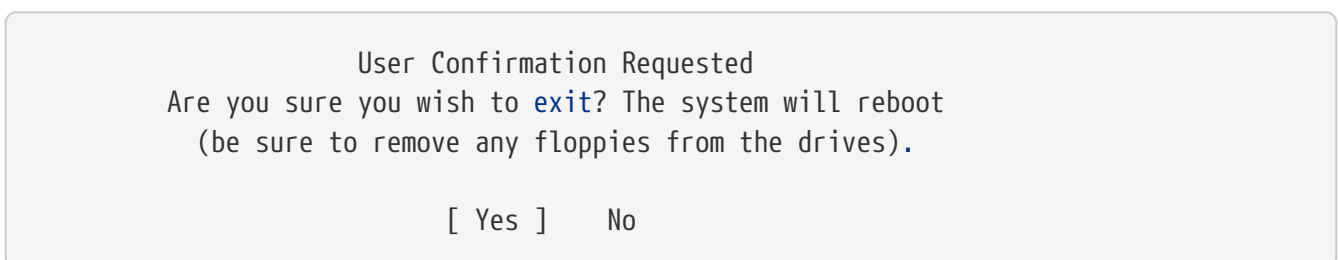 User Confirmation Requested
Are you sure you wish to exit? The system will reboot
(be sure to remove any floppies from the drives).
[ Yes ] No